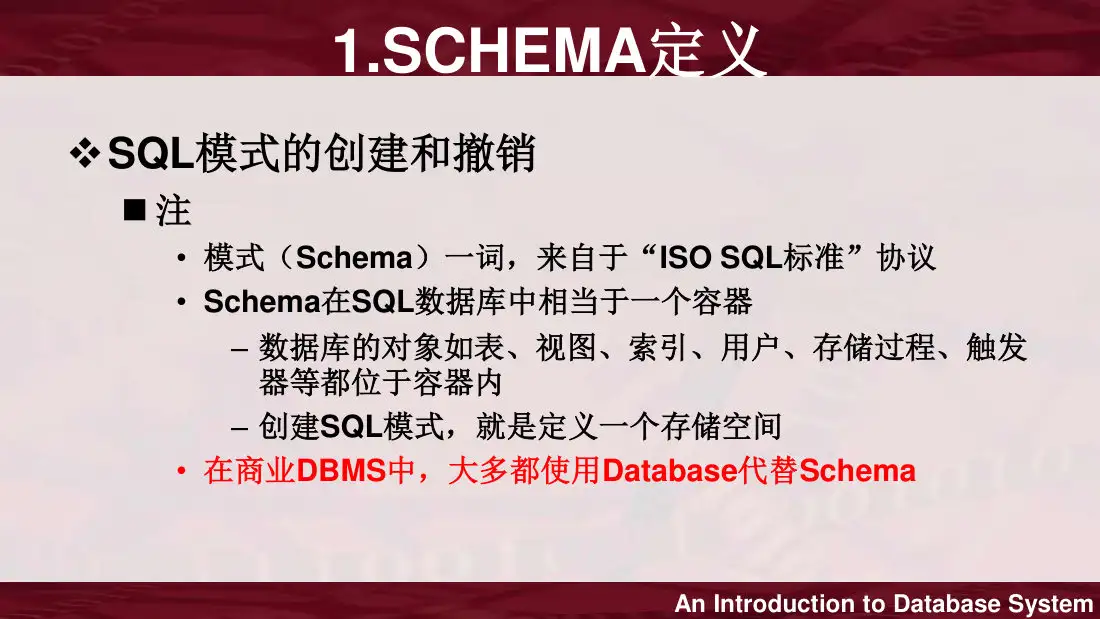 1.SCHEMA定义
❖SQL模式的创建和撤销
■ 注
• 模式（Schema）一词，来自于“ISO SQL标准”协议
• Schema在SQL数据库中相当于一个容器
– 数据库的对象如表、视图、索引、用户、存储过程、触发
器等都位于容器内
– 创建SQL模式，就是定义一个存储空间
• 在商业DBMS中，大多都使用Database代替Schema
An Introduction to Database System